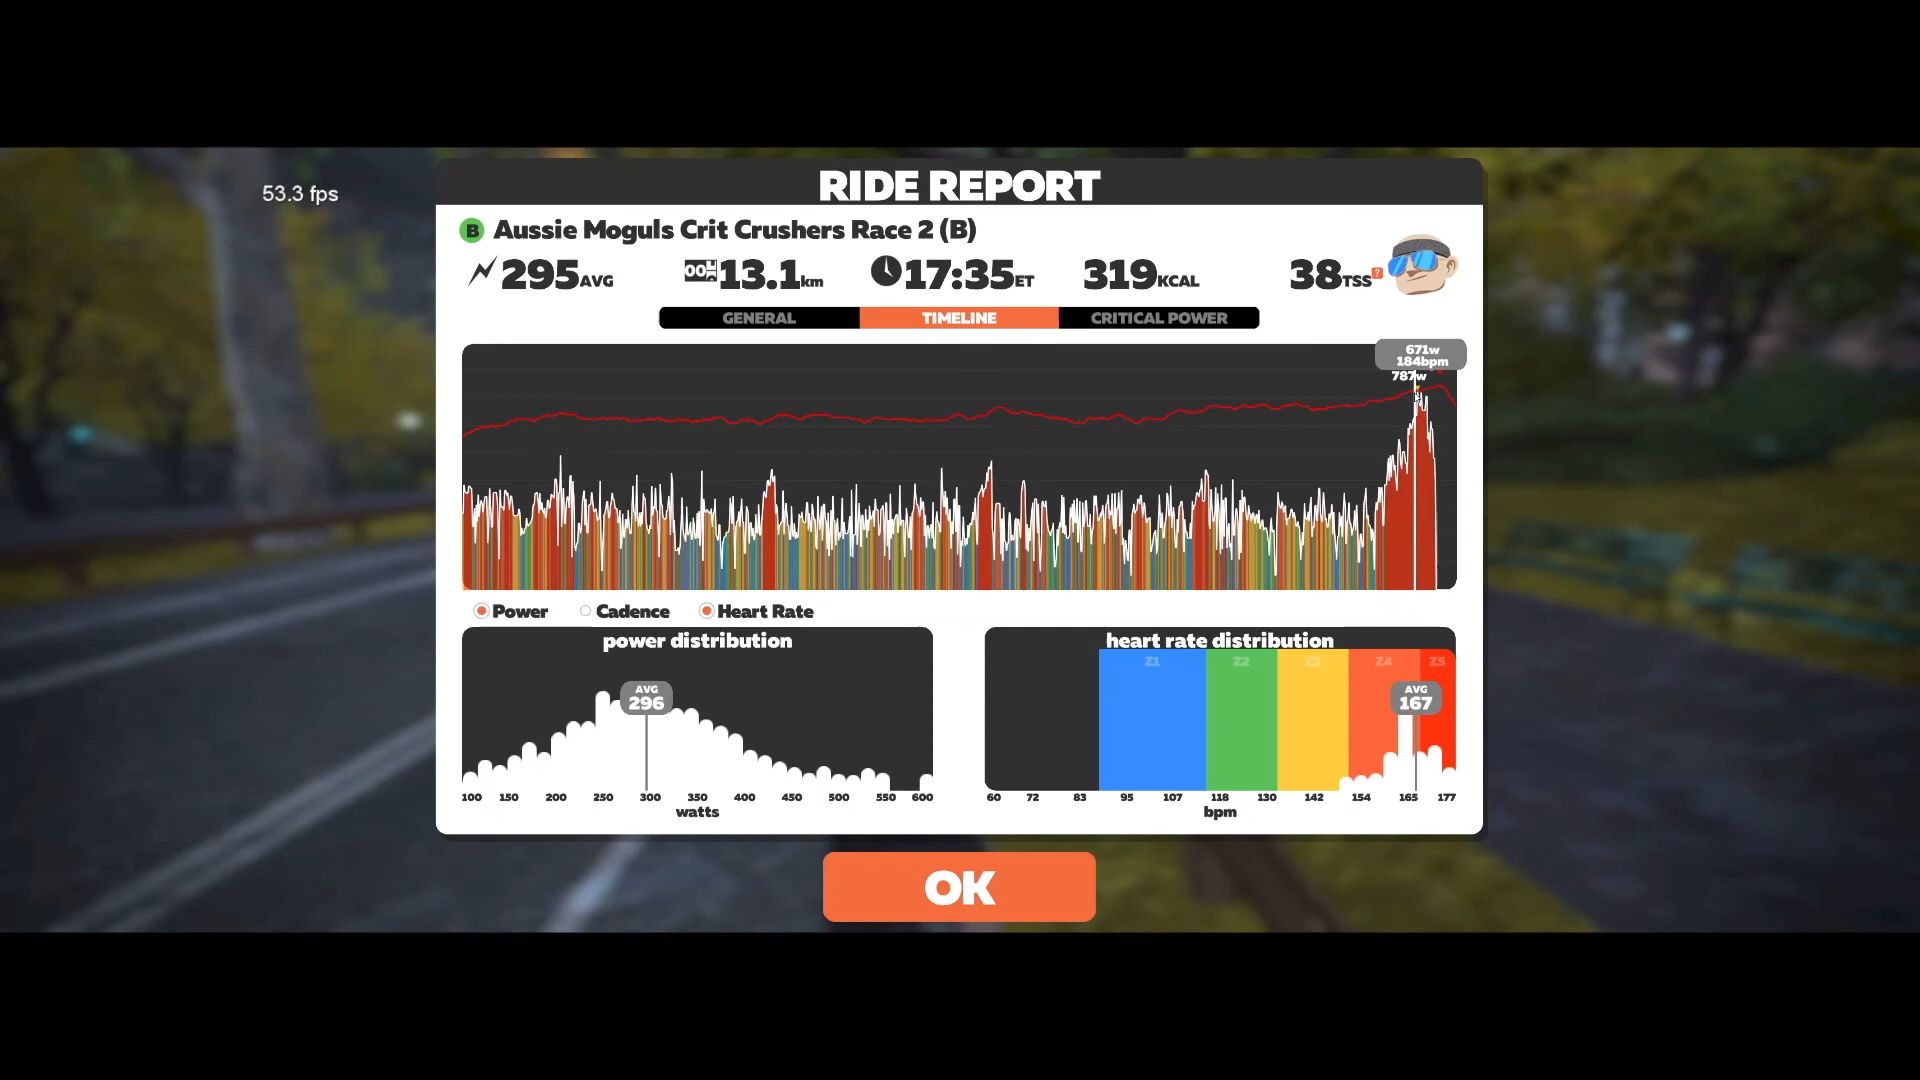 53.3 fps
RIDE REPORT
B Aussie Moguls Crit Crushers Race 2 (B)
295AVG 13.1km 17:35ET 319KCAL 38TSS ?
GENERAL TIMELINE CRITICAL POWER
671w
184bpm
787w
Power Cadence Heart Rate
power distribution
AVG
296
100 150 200 250 300 350 400 450 500 550 600
watts
heart rate distribution
Z1 Z2 Z3 Z4 Z5
AVG
167
60 72 83 95 107 118 130 142 154 165 177
bpm
OK